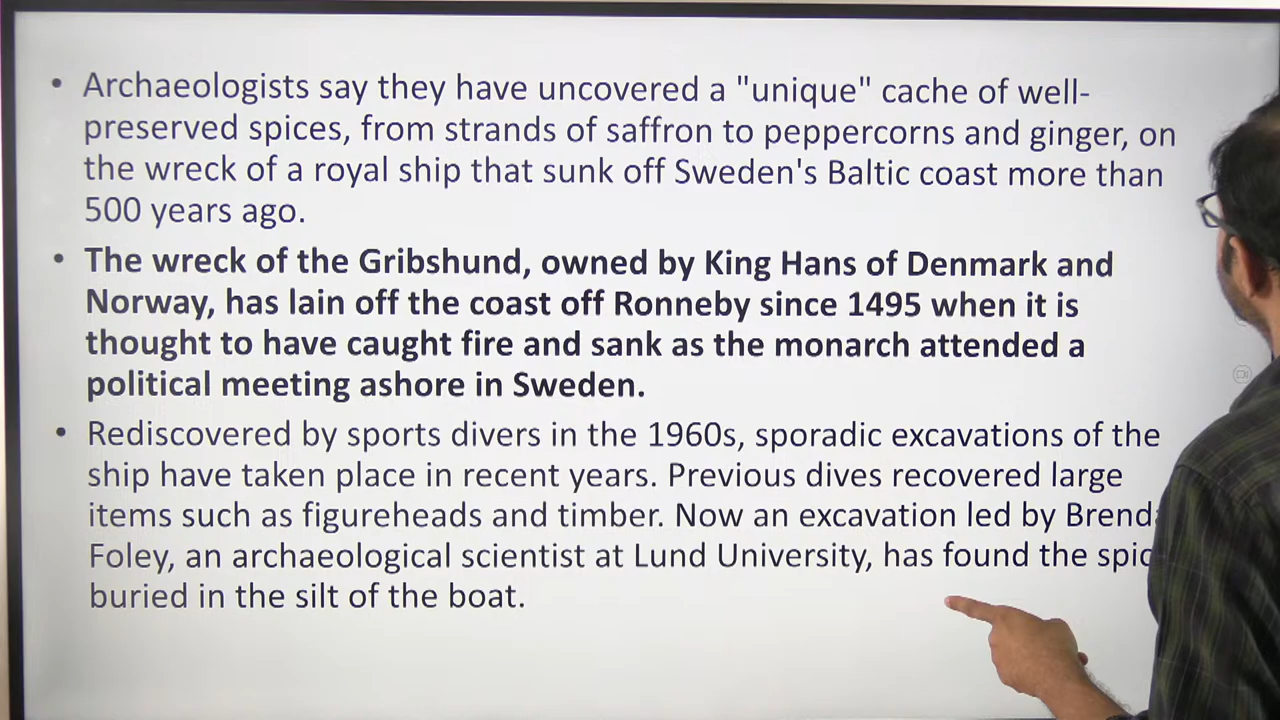 • Archaeologists say they have uncovered a "unique" cache of well-
preserved spices, from strands of saffron to peppercorns and ginger, on
the wreck of a royal ship that sunk off Sweden's Baltic coast more than
500 years ago.
• The wreck of the Gribshund, owned by King Hans of Denmark and
Norway, has lain off the coast off Ronneby since 1495 when it is
thought to have caught fire and sank as the monarch attended a
political meeting ashore in Sweden.
• Rediscovered by sports divers in the 1960s, sporadic excavations of the
ship have taken place in recent years. Previous dives recovered large
items such as figureheads and timber. Now an excavation led by
Foley, an archaeological scientist at Lund University, has found the
buried in the silt of the boat.